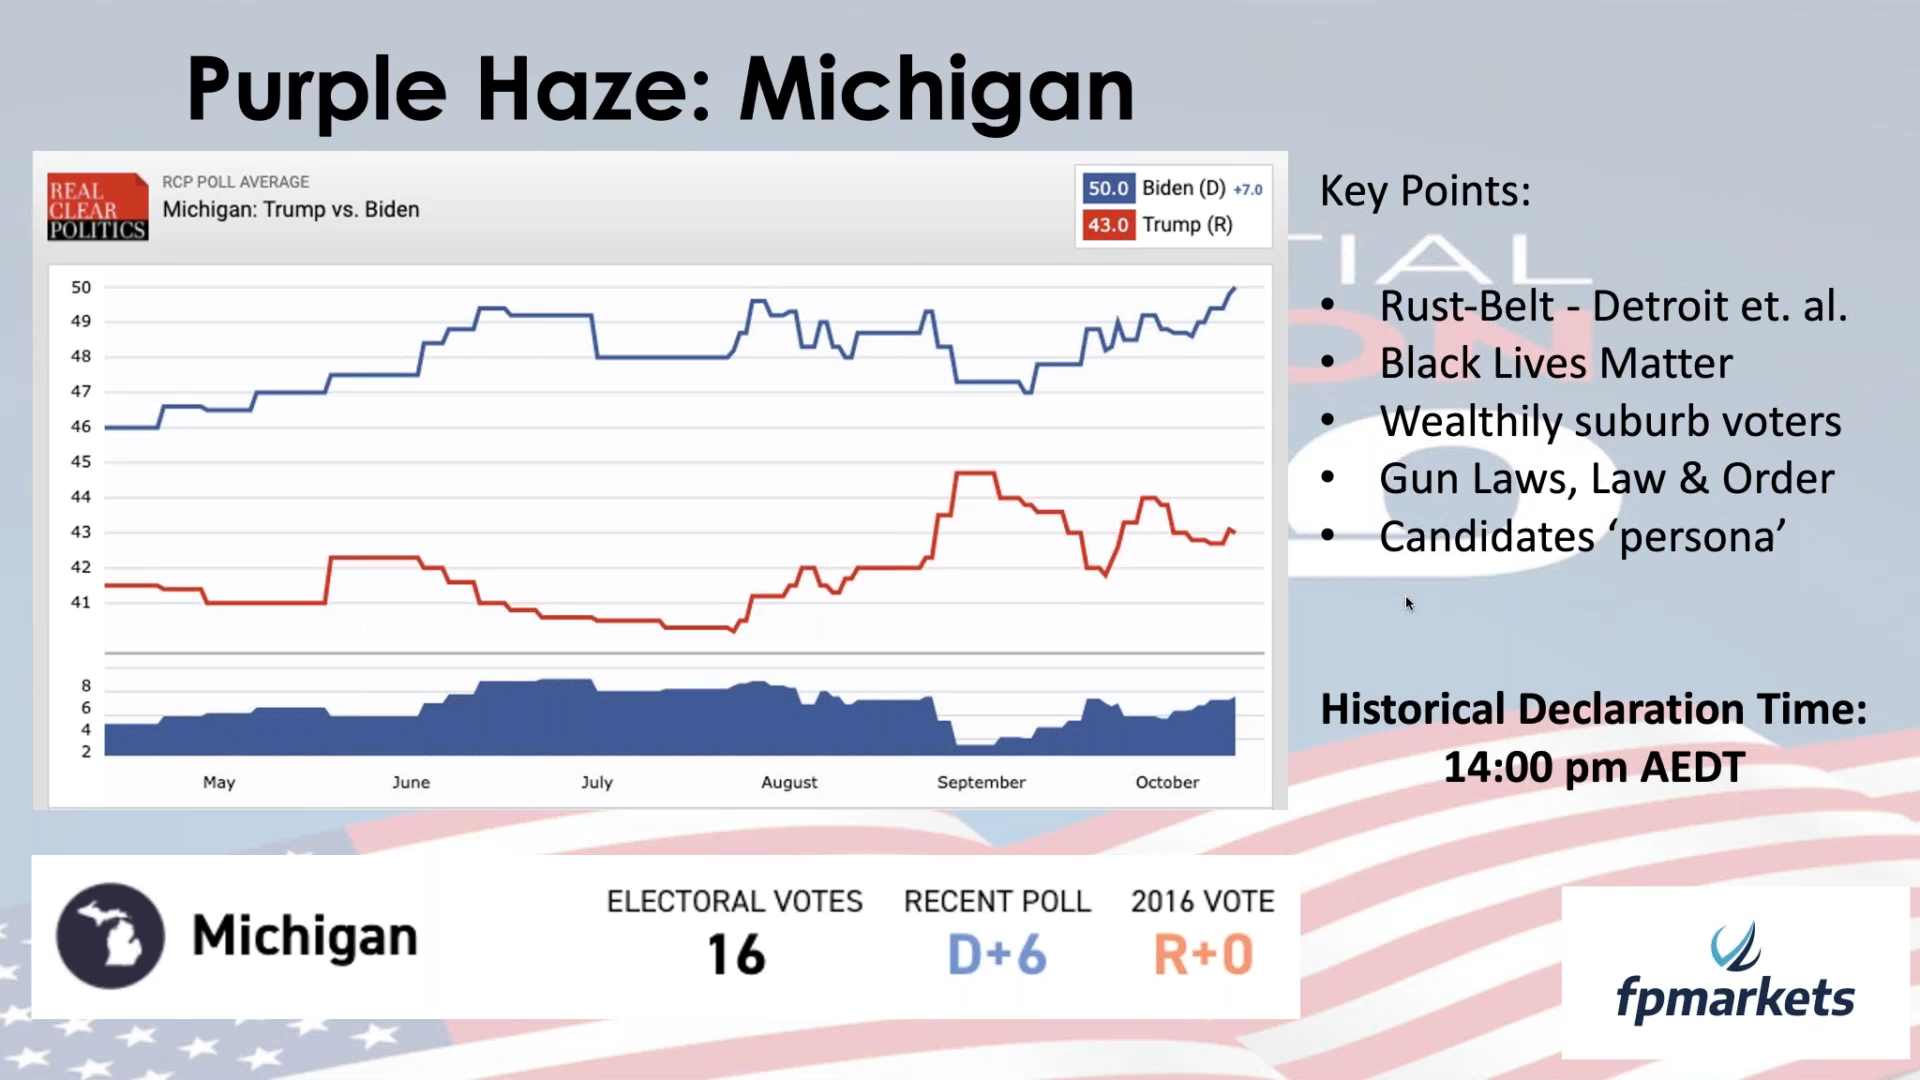 Purple Haze: Michigan
REAL
CLEAR
POLITICS
RCP POLL AVERAGE
Michigan: Trump vs. Biden
50.0 Biden (D) +7.0
43.0 Trump (R)
50
49
48
47
46
45
44
43
42
41
8
6
4
2
May June July August September October
Key Points:
• Rust-Belt - Detroit et. al.
• Black Lives Matter
• Wealthily suburb voters
• Gun Laws, Law & Order
• Candidates ‘persona’
Historical Declaration Time:
14:00 pm AEDT
TIAL
ON
0
Michigan
ELECTORAL VOTES RECENT POLL 2016 VOTE
16 D+6 R+0
fpmarkets